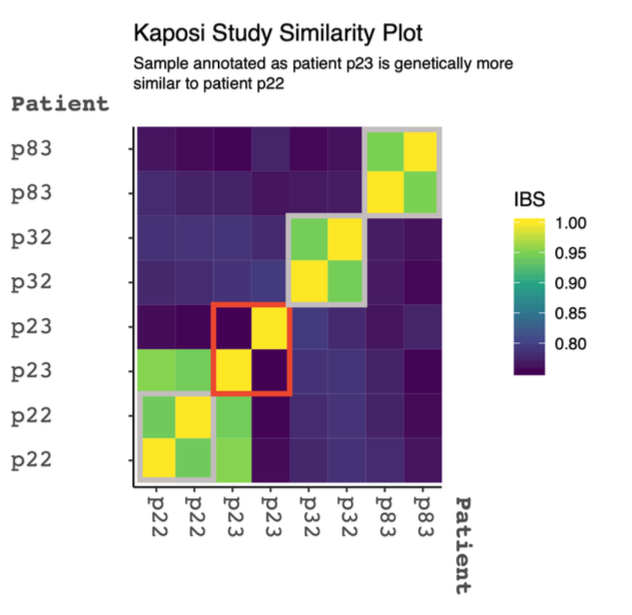 Kaposi Study Similarity Plot
Sample annotated as patient p23 is genetically more
similar to patient p22
Patient
p83
p83
p32
p32
p23
p23
p22
p22
IBS
1.00
0.95
0.90
0.85
0.80
p22
p22
p23
p23
p32
p32
p83
p83
Patient